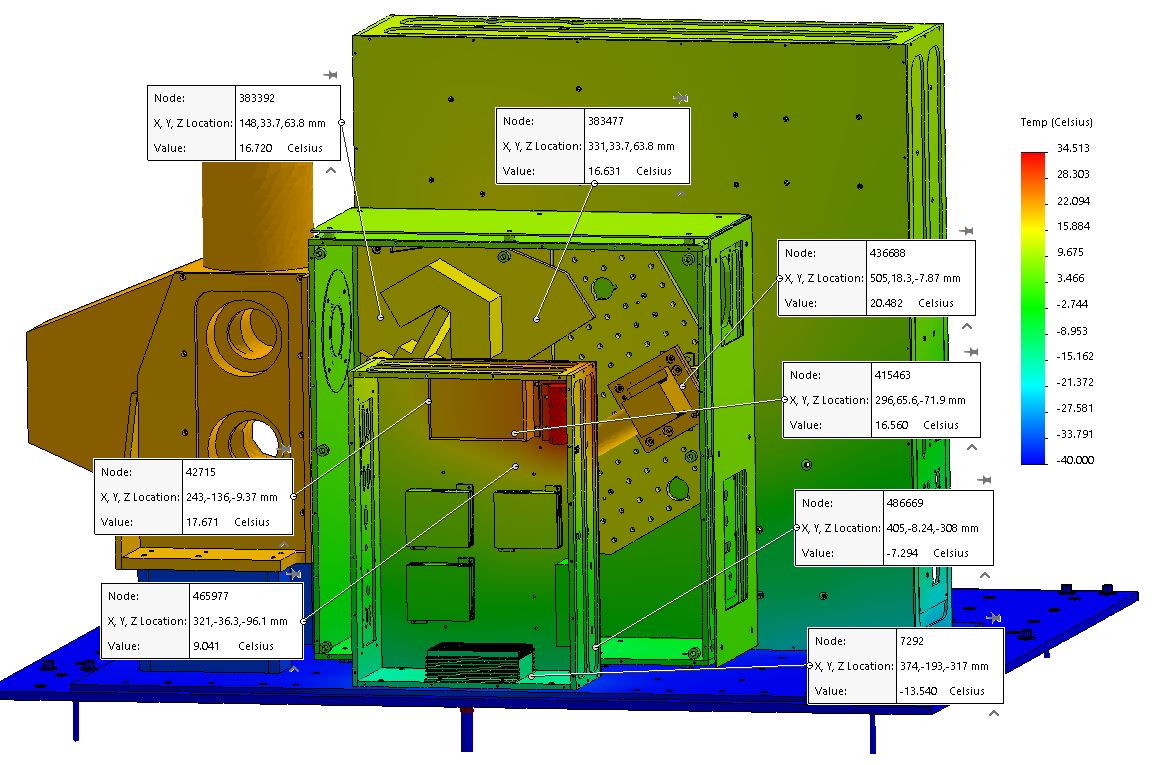 Temp (Celsius)
34.513
28.303
22.094
15.884
9.675
3.466
-2.744
-8.953
-15.162
-21.372
-27.581
-33.791
-40.000
Node: 383392
X, Y, Z Location: 148,33.7,63.8 mm
Value: 16.720 Celsius
Node: 383477
X, Y, Z Location: 331,33.7,63.8 mm
Value: 16.631 Celsius
Node: 436688
X, Y, Z Location: 505,18.3,-7.87 mm
Value: 20.482 Celsius
Node: 415463
X, Y, Z Location: 296,65.6,-71.9 mm
Value: 16.560 Celsius
Node: 42715
X, Y, Z Location: 243,-136,-9.37 mm
Value: 17.671 Celsius
Node: 486669
X, Y, Z Location: 405,-8.24,-308 mm
Value: -7.294 Celsius
Node: 465977
X, Y, Z Location: 321,-36.3,-96.1 mm
Value: 9.041 Celsius
Node: 7292
X, Y, Z Location: 374,-193,-317 mm
Value: -13.540 Celsius